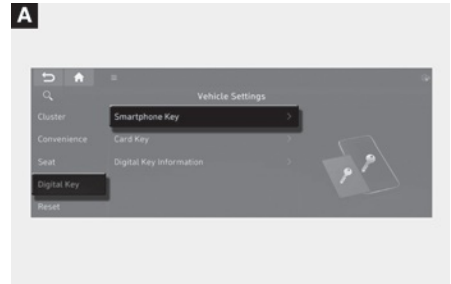 A
Vehicle Settings
Cluster
Smartphone Key
Convenience
Card Key
Seat
Digital Key Information
Digital Key
Reset